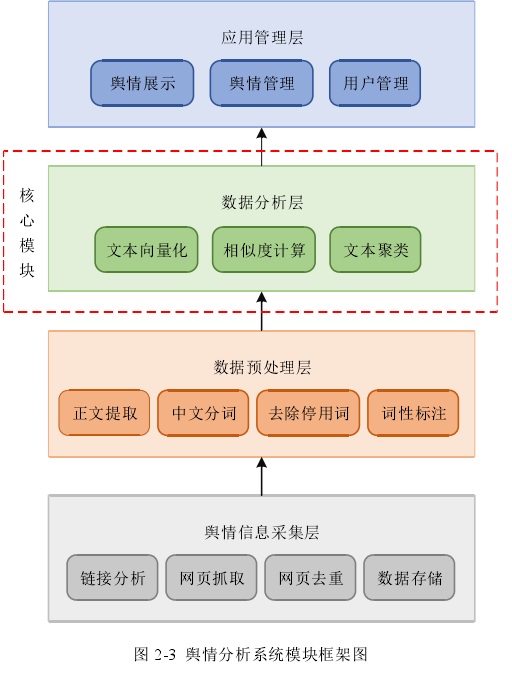 应用管理层
舆情展示 舆情管理 用户管理
核心模块
数据分析层
文本向量化 相似度计算 文本聚类
数据预处理层
正文提取 中文分词 去除停用词 词性标注
舆情信息采集层
链接分析 网页抓取 网页去重 数据存储
图 2-3 舆情分析系统模块框架图